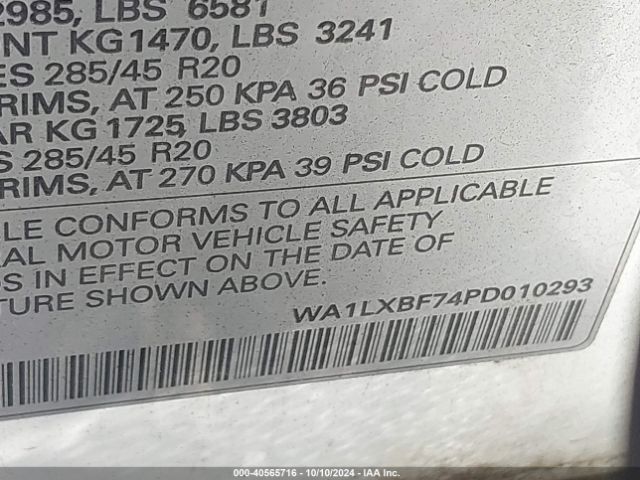 2985, LBS 6581
NT KG1470, LBS 3241
ES 285/45 R20
RIMS, AT 250 KPA 36 PSI COLD
AR KG 1725, LBS 3803
S 285/45 R20
RIMS, AT 270 KPA 39 PSI COLD
LE CONFORMS TO ALL APPLICABLE
AL MOTOR VEHICLE SAFETY
DS IN EFFECT ON THE DATE OF
TURE SHOWN ABOVE.
WA1LXBF74PD010293
000-40565716 - 10/10/2024 - IAA Inc.